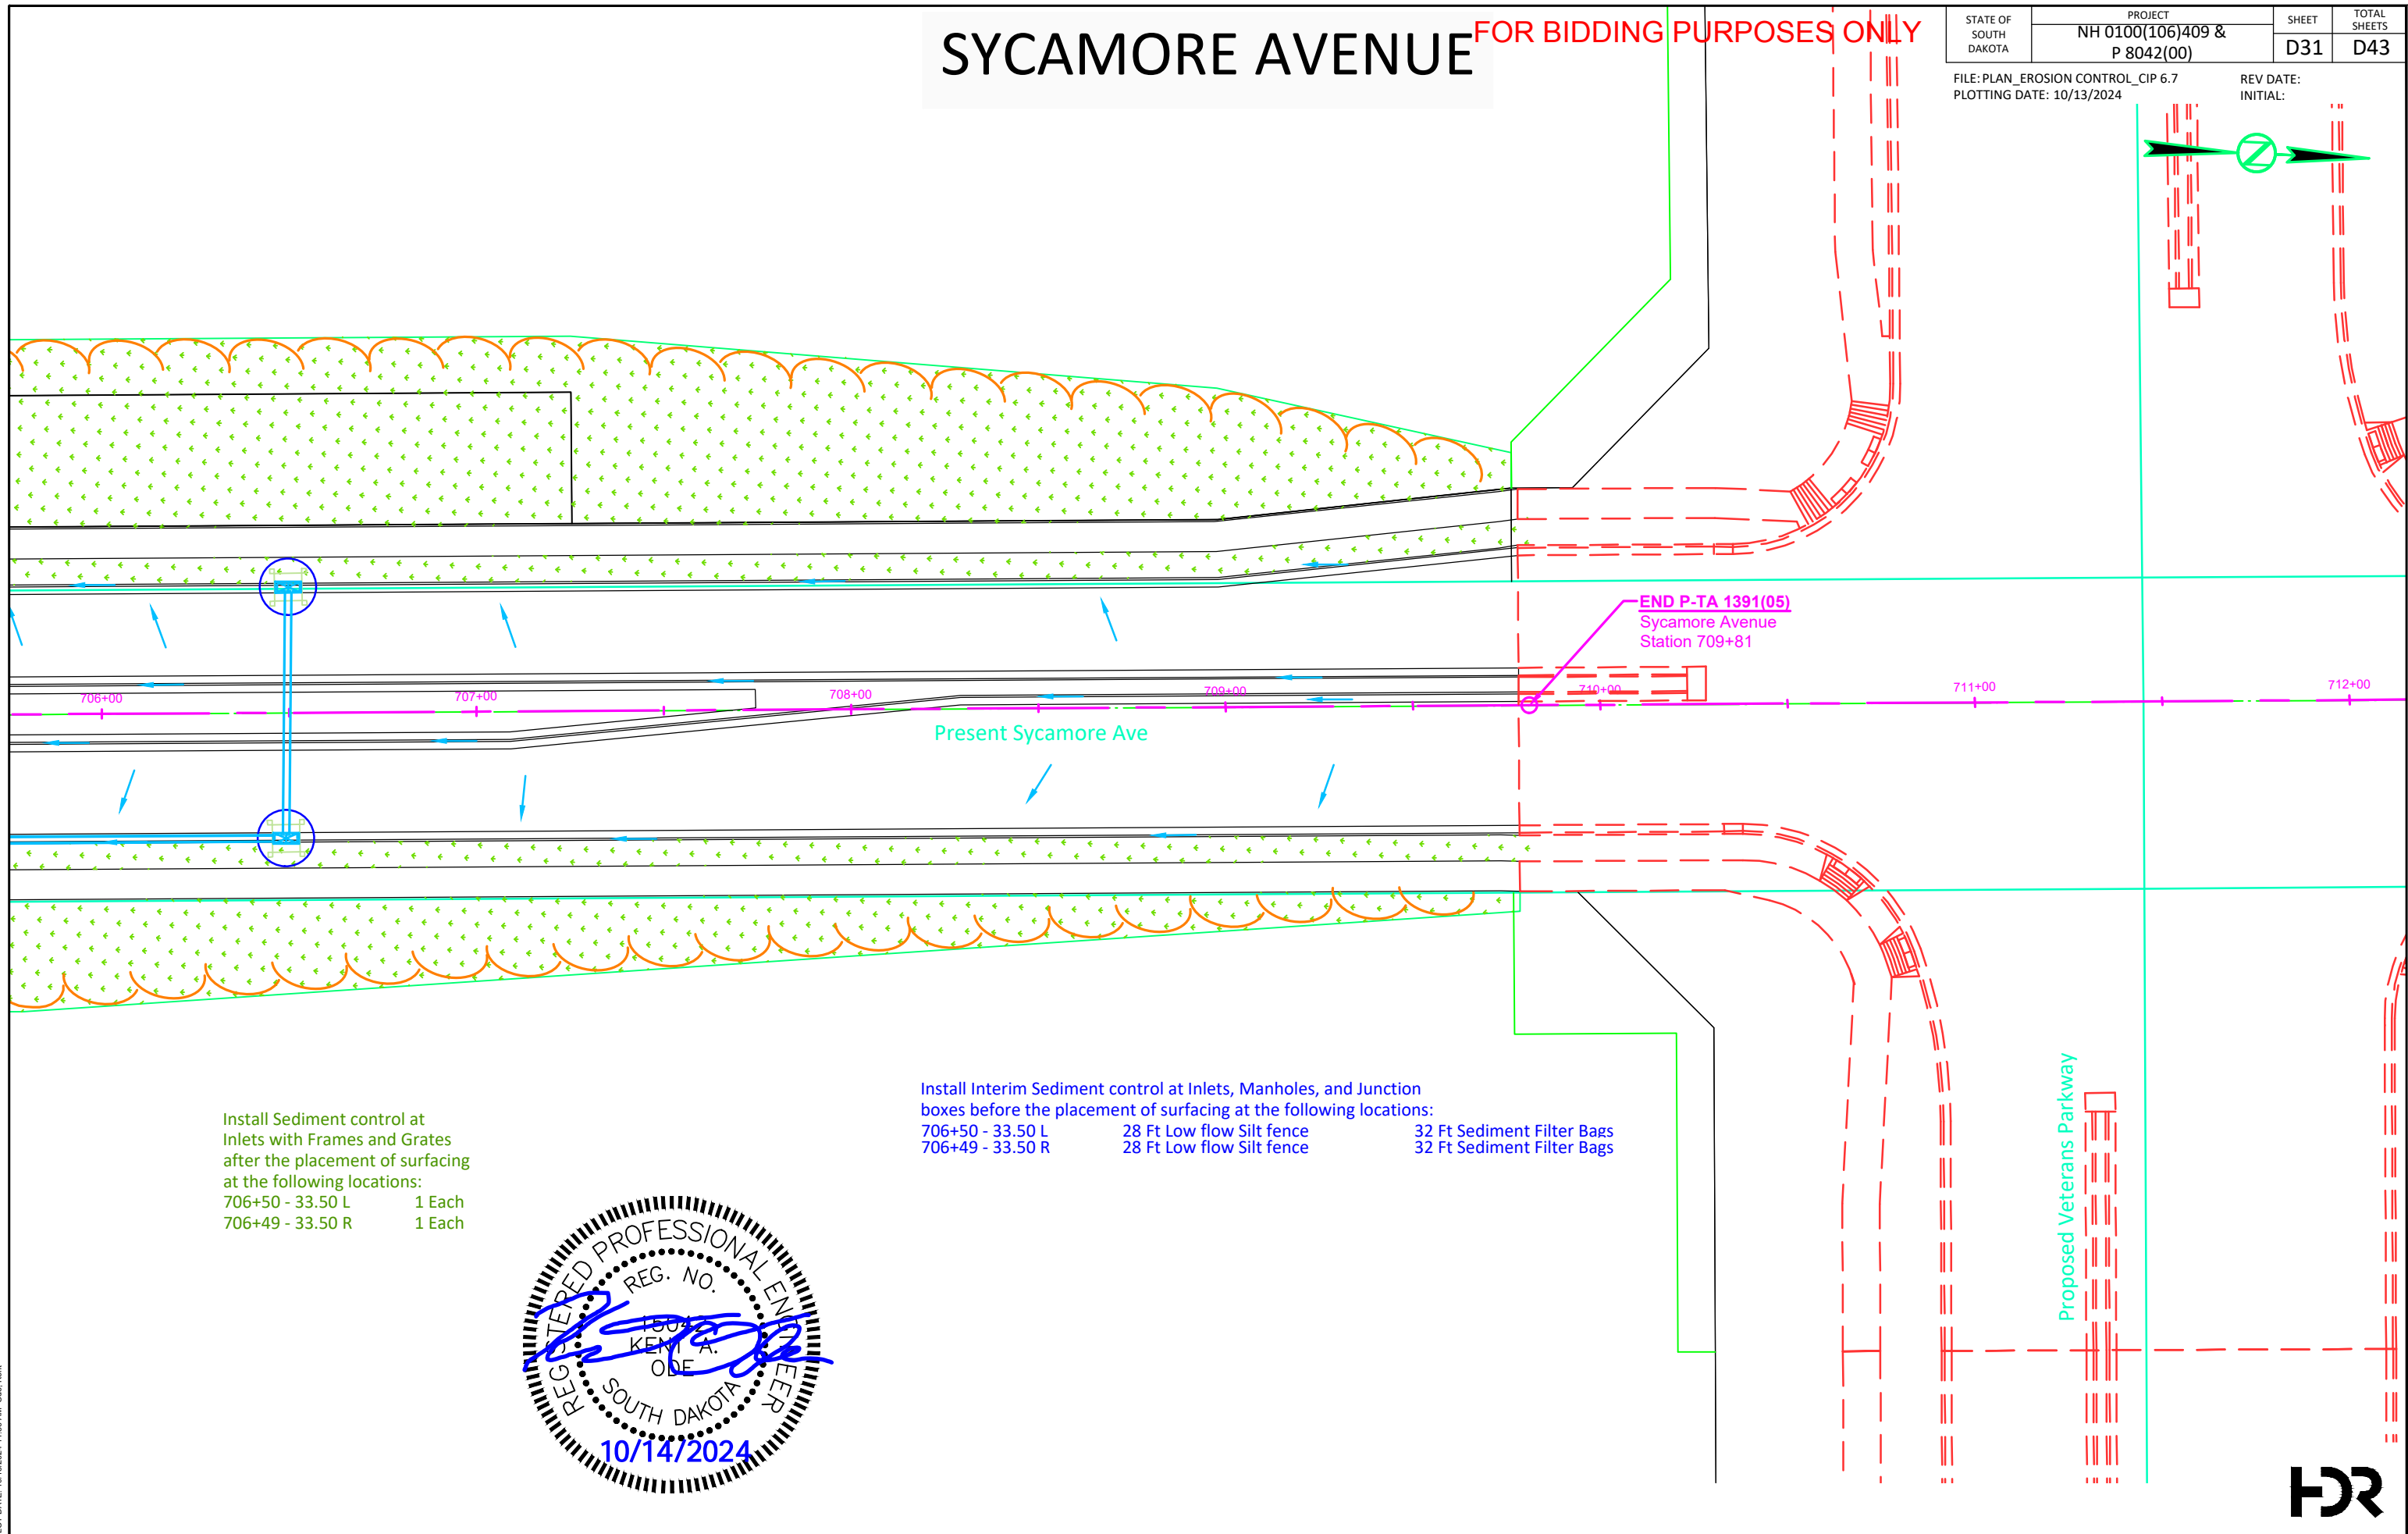 SYCAMORE AVENUE
FOR BIDDING PURPOSES ONLY
STATE OF
SOUTH
DAKOTA
PROJECT
NH 0100(106)409 &
P 8042(00)
SHEET
D31
TOTAL
SHEETS
D43
FILE: PLAN_EROSION CONTROL_CIP 6.7
REV DATE:
PLOTTING DATE: 10/13/2024
INITIAL:
Z
END P-TA 1391(05)
Sycamore Avenue
Station 709+81
706+00
707+00
708+00
709+00
710+00
711+00
712+00
Present Sycamore Ave
Proposed Veterans Parkway
Install Interim Sediment control at Inlets, Manholes, and Junction
boxes before the placement of surfacing at the following locations:
706+50 - 33.50 L 28 Ft Low flow Silt fence 32 Ft Sediment Filter Bags
706+49 - 33.50 R 28 Ft Low flow Silt fence 32 Ft Sediment Filter Bags
Install Sediment control at
Inlets with Frames and Grates
after the placement of surfacing
at the following locations:
706+50 - 33.50 L 1 Each
706+49 - 33.50 R 1 Each
REGISTERED PROFESSIONAL ENGINEER
REG. NO.
15042
KENT A.
ODE
SOUTH DAKOTA
10/14/2024
HDR